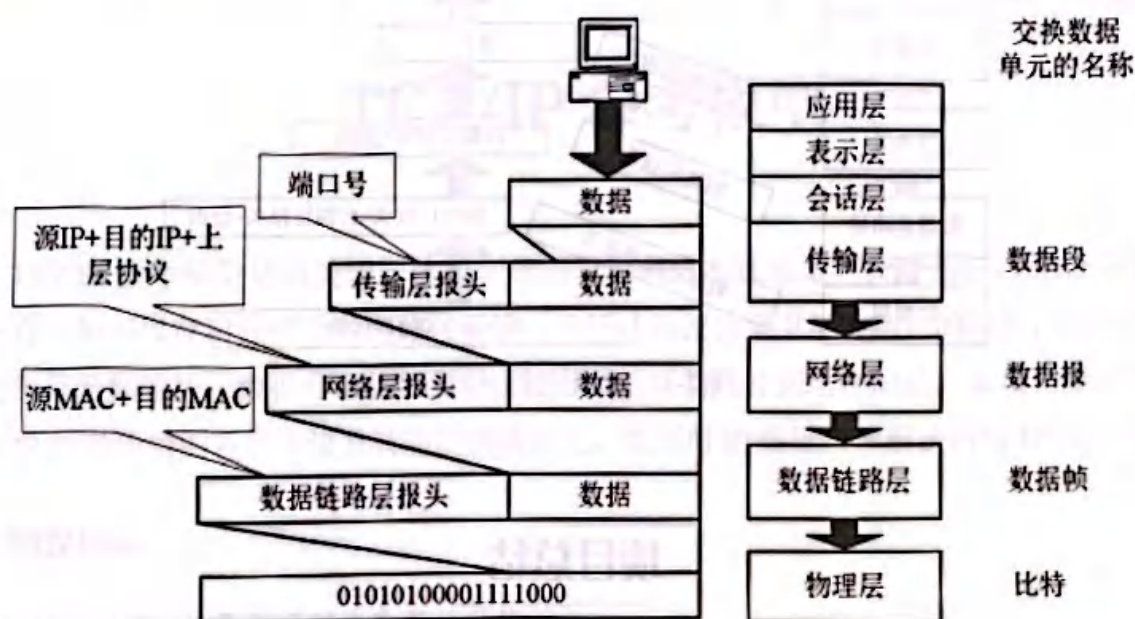 交换数据
单元的名称
应用层
表示层
会话层
端口号
数据
源IP+目的IP+上
层协议
传输层报头
数据
传输层
数据段
网络层报头
数据
网络层
数据报
源MAC+目的MAC
数据链路层报头
数据
数据链路层
数据帧
01010100001111000
物理层
比特